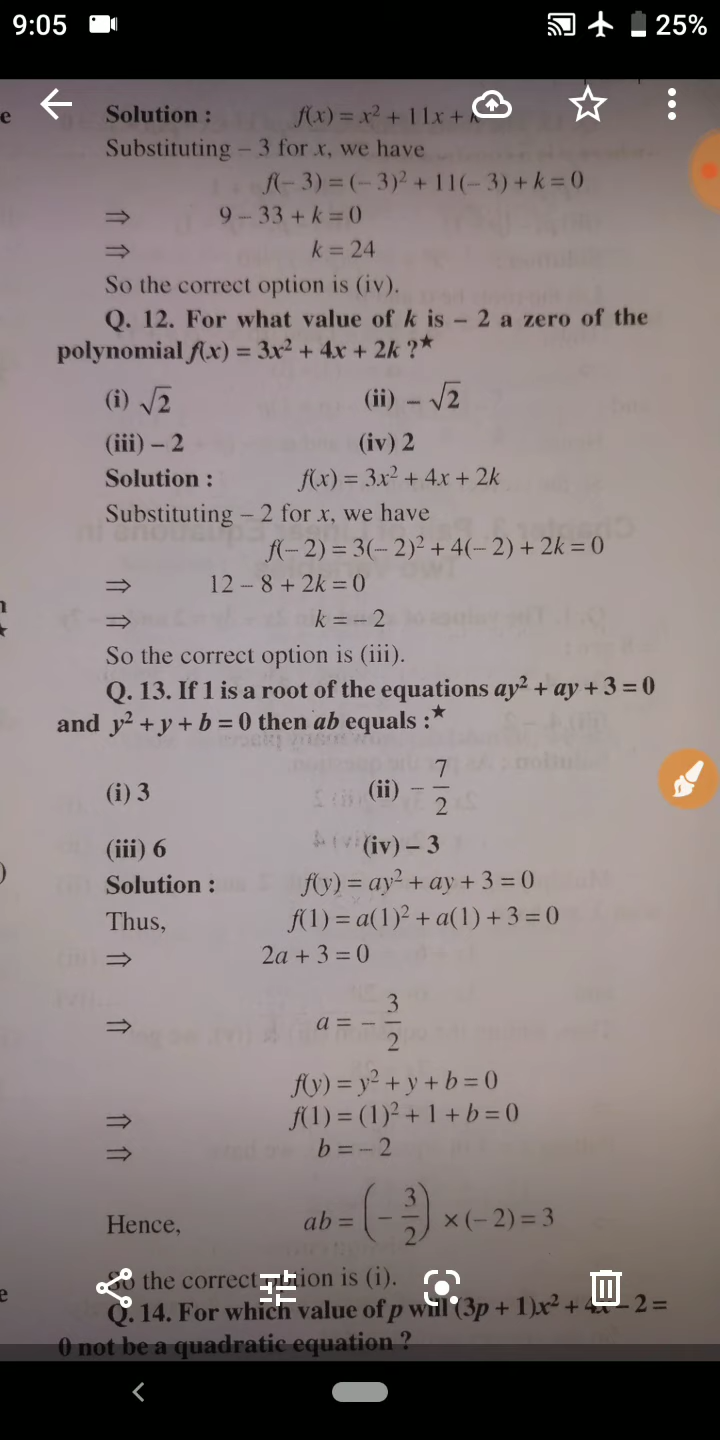 9:05 25%
e Solution : f(x) = x² + 11x + k
Substituting – 3 for x, we have
f(– 3) = (– 3)² + 11(– 3) + k = 0
⇒ 9 – 33 + k = 0
⇒ k = 24
So the correct option is (iv).
Q. 12. For what value of k is – 2 a zero of the
polynomial f(x) = 3x² + 4x + 2k ?★
(i) √2 (ii) – √2
(iii) – 2 (iv) 2
Solution : f(x) = 3x² + 4x + 2k
Substituting – 2 for x, we have
f(– 2) = 3(– 2)² + 4(– 2) + 2k = 0
⇒ 12 – 8 + 2k = 0
⇒ k = – 2
So the correct option is (iii).
Q. 13. If 1 is a root of the equations ay² + ay + 3 = 0
and y² + y + b = 0 then ab equals :★
(i) 3 (ii) – 7/2
(iii) 6 (iv) – 3
Solution : f(y) = ay² + ay + 3 = 0
Thus, f(1) = a(1)² + a(1) + 3 = 0
⇒ 2a + 3 = 0
⇒ a = – 3/2
f(y) = y² + y + b = 0
⇒ f(1) = (1)² + 1 + b = 0
⇒ b = – 2
Hence, ab = (– 3/2) × (– 2) = 3
e So the correct option is (i).
Q. 14. For which value of p will (3p + 1)x² + 4x – 2 =
0 not be a quadratic equation ?